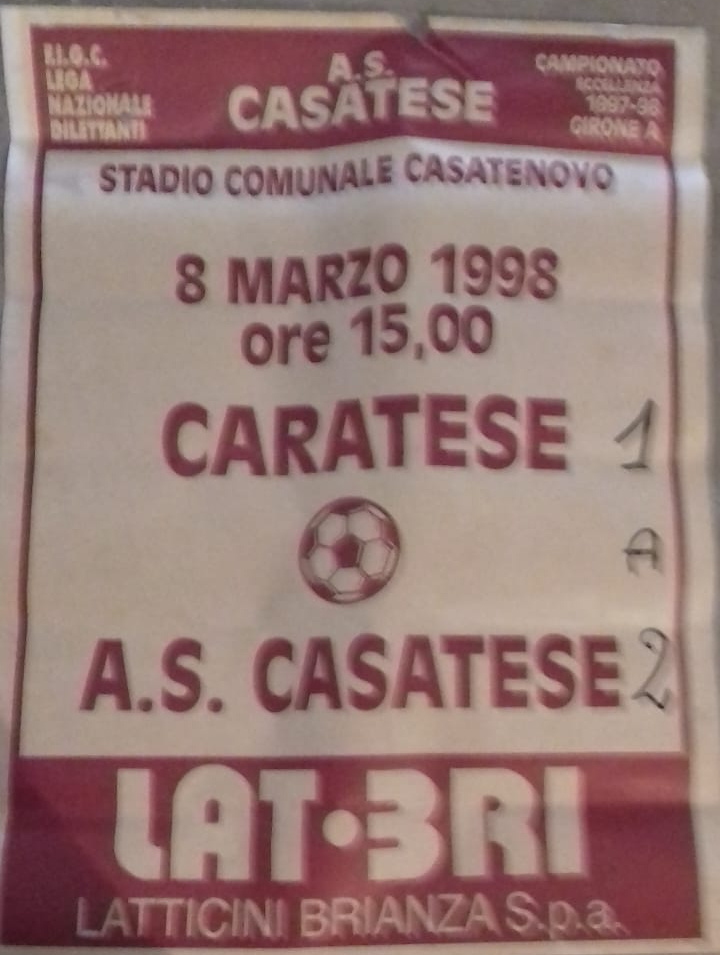 F.I.G.C.
LEGA
NAZIONALE
DILETTANTI
A.S.
CASATESE
CAMPIONATO
ECCELLENZA
1997-98
GIRONE A
STADIO COMUNALE CASATENOVO
8 MARZO 1998
ore 15,00
CARATESE 1
A
A.S. CASATESE 2
LAT•BRI
LATTICINI BRIANZA S.p.a.